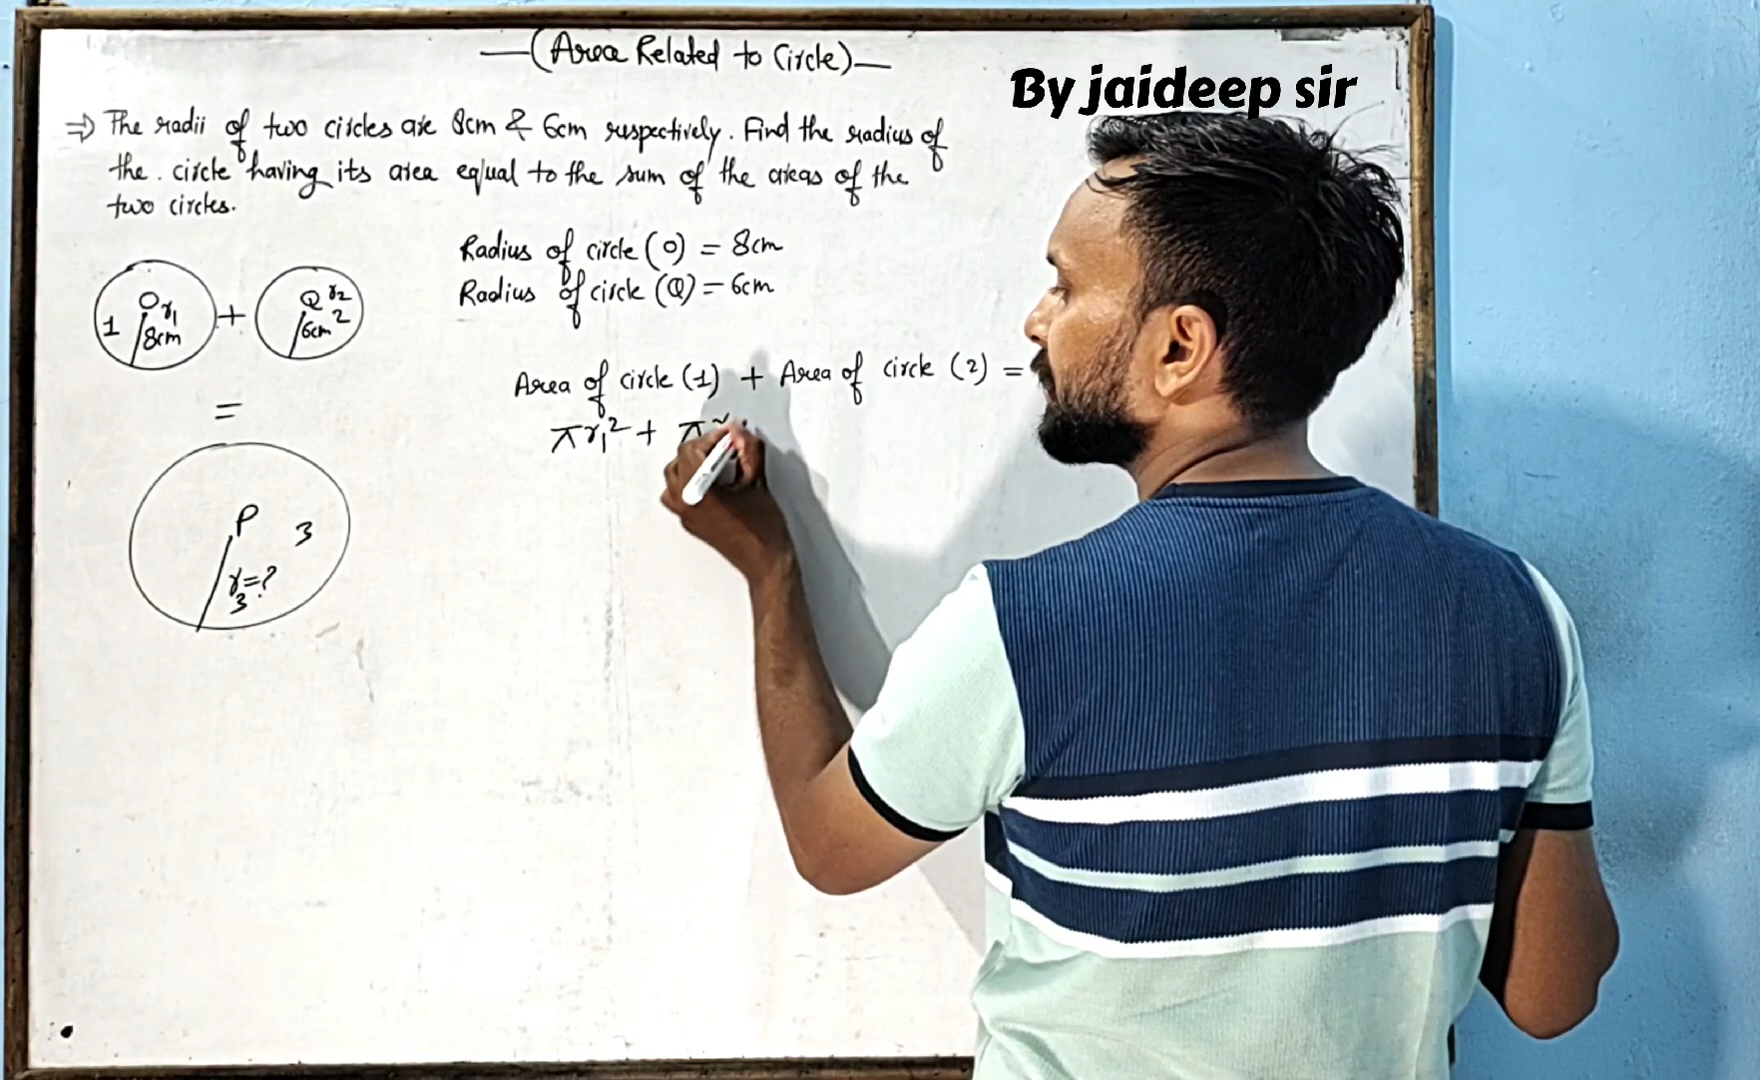 —(Area Related to Circle)—
By jaideep sir
⇒ The radii of two circles are 8cm & 6cm respectively. Find the radius of
the. circle having its area equal to the sum of the areas of the
two circles.
Radius of circle (O) = 8cm
Radius of circle (Q) = 6cm
O r₁
1 8cm
+
Q r₂
6cm 2
=
P 3
r₃=?
Area of circle (1) + Area of circle (2) =
πr₁² + π